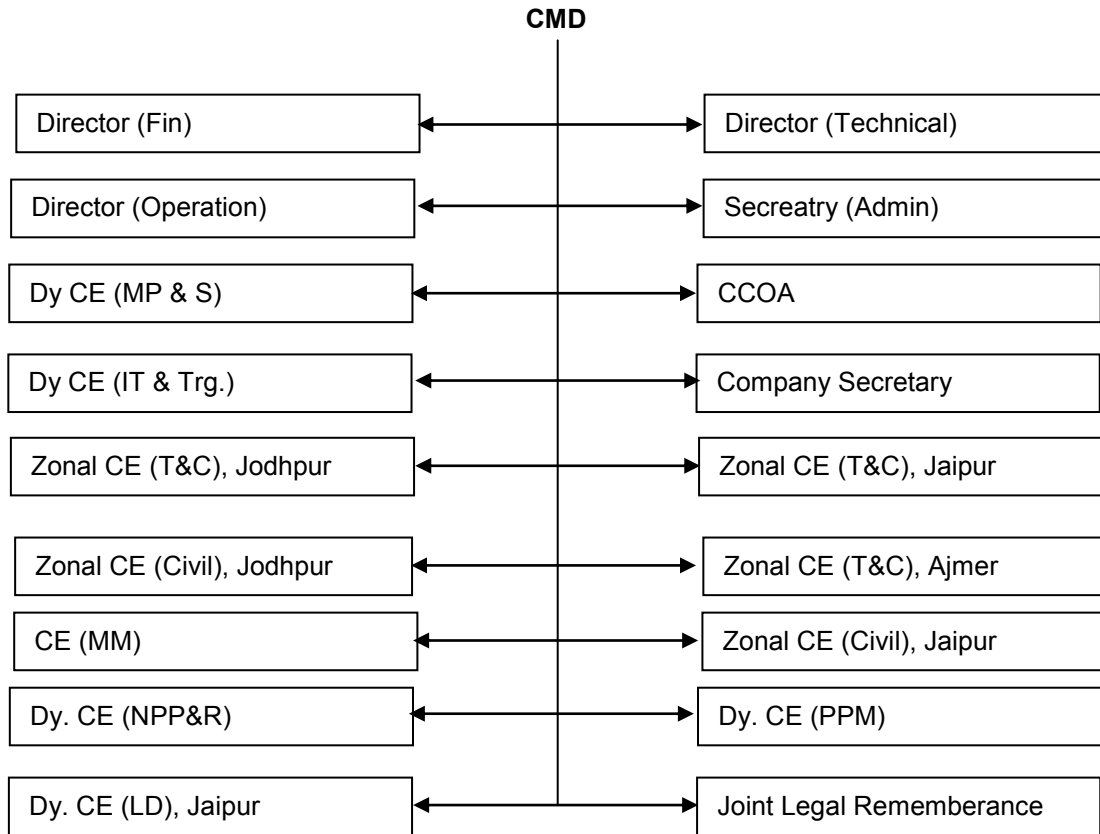 CMD
Director (Fin)
Director (Technical)
Director (Operation)
Secreatry (Admin)
Dy CE (MP & S)
CCOA
Dy CE (IT & Trg.)
Company Secretary
Zonal CE (T&C), Jodhpur
Zonal CE (T&C), Jaipur
Zonal CE (Civil), Jodhpur
Zonal CE (T&C), Ajmer
CE (MM)
Zonal CE (Civil), Jaipur
Dy. CE (NPP&R)
Dy. CE (PPM)
Dy. CE (LD), Jaipur
Joint Legal Rememberance